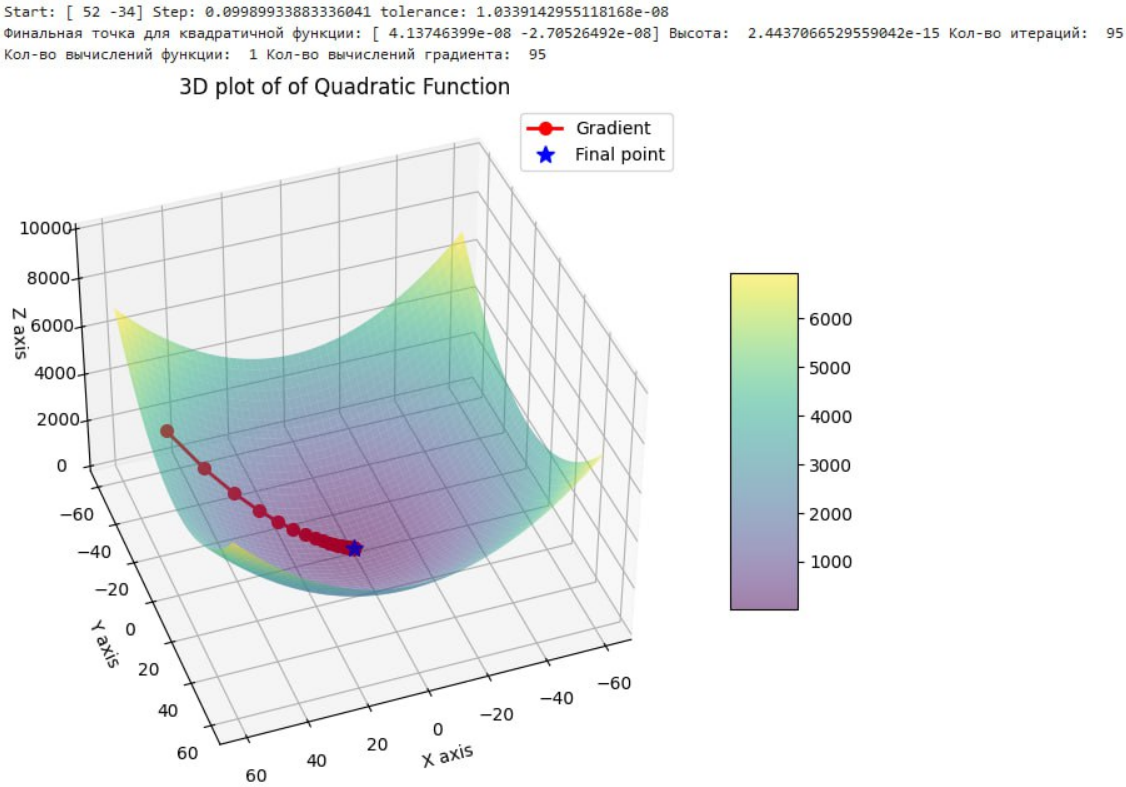 Start: [ 52 -34] Step: 0.09989933883336041 tolerance: 1.0339142955118168e-08
Финальная точка для квадратичной функции: [ 4.13746399e-08 -2.70526492e-08] Высота:  2.4437066529559042e-15 Кол-во итераций:  95
Кол-во вычислений функции:  1 Кол-во вычислений градиента:  95
3D plot of of Quadratic Function
Gradient
Final point
10000
8000
6000
4000
2000
0
Z axis
−60
−40
−20
0
20
40
60
Y axis
60
40
20
0
−20
−40
−60
X axis
6000
5000
4000
3000
2000
1000